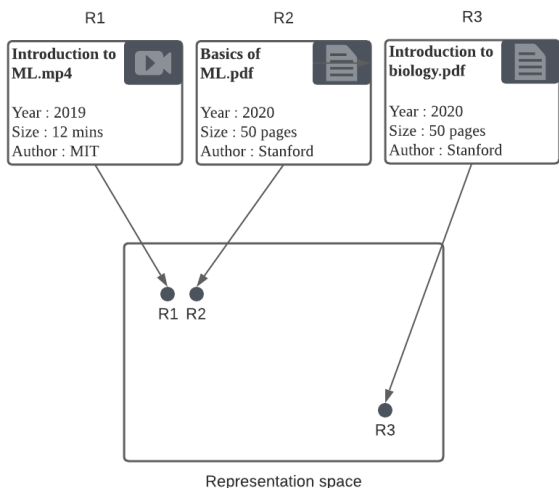 R1
R2
R3
Introduction to
ML.mp4
Year : 2019
Size : 12 mins
Author : MIT
Basics of
ML.pdf
Year : 2020
Size : 50 pages
Author : Stanford
Introduction to
biology.pdf
Year : 2020
Size : 50 pages
Author : Stanford
R1
R2
R3
Representation space